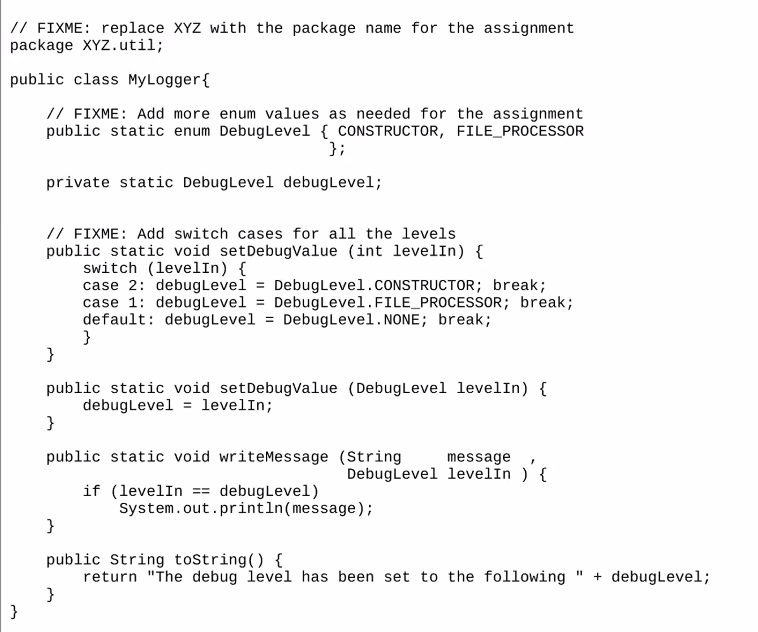 // FIXME: replace XYZ with the package name for the assignment
package XYZ.util;

public class MyLogger{

    // FIXME: Add more enum values as needed for the assignment
    public static enum DebugLevel { CONSTRUCTOR, FILE_PROCESSOR
                                   };

    private static DebugLevel debugLevel;


    // FIXME: Add switch cases for all the levels
    public static void setDebugValue (int levelIn) {
        switch (levelIn) {
        case 2: debugLevel = DebugLevel.CONSTRUCTOR; break;
        case 1: debugLevel = DebugLevel.FILE_PROCESSOR; break;
        default: debugLevel = DebugLevel.NONE; break;
        }
    }

    public static void setDebugValue (DebugLevel levelIn) {
        debugLevel = levelIn;
    }

    public static void writeMessage (String     message  ,
                                     DebugLevel levelIn ) {
        if (levelIn == debugLevel)
            System.out.println(message);
    }

    public String toString() {
        return "The debug level has been set to the following " + debugLevel;
    }
}